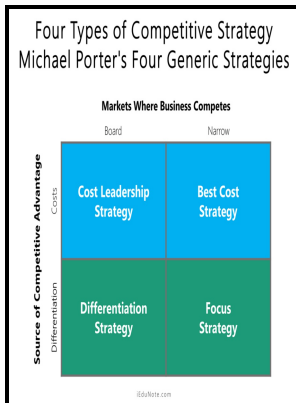 Four Types of Competitive Strategy
Michael Porter's Four Generic Strategies
Markets Where Business Competes
Board
Narrow
Source of Competitive Advantage
Costs
Cost Leadership
Strategy
Best Cost
Strategy
Differentiation
Differentiation
Strategy
Focus
Strategy
iEduNote.com